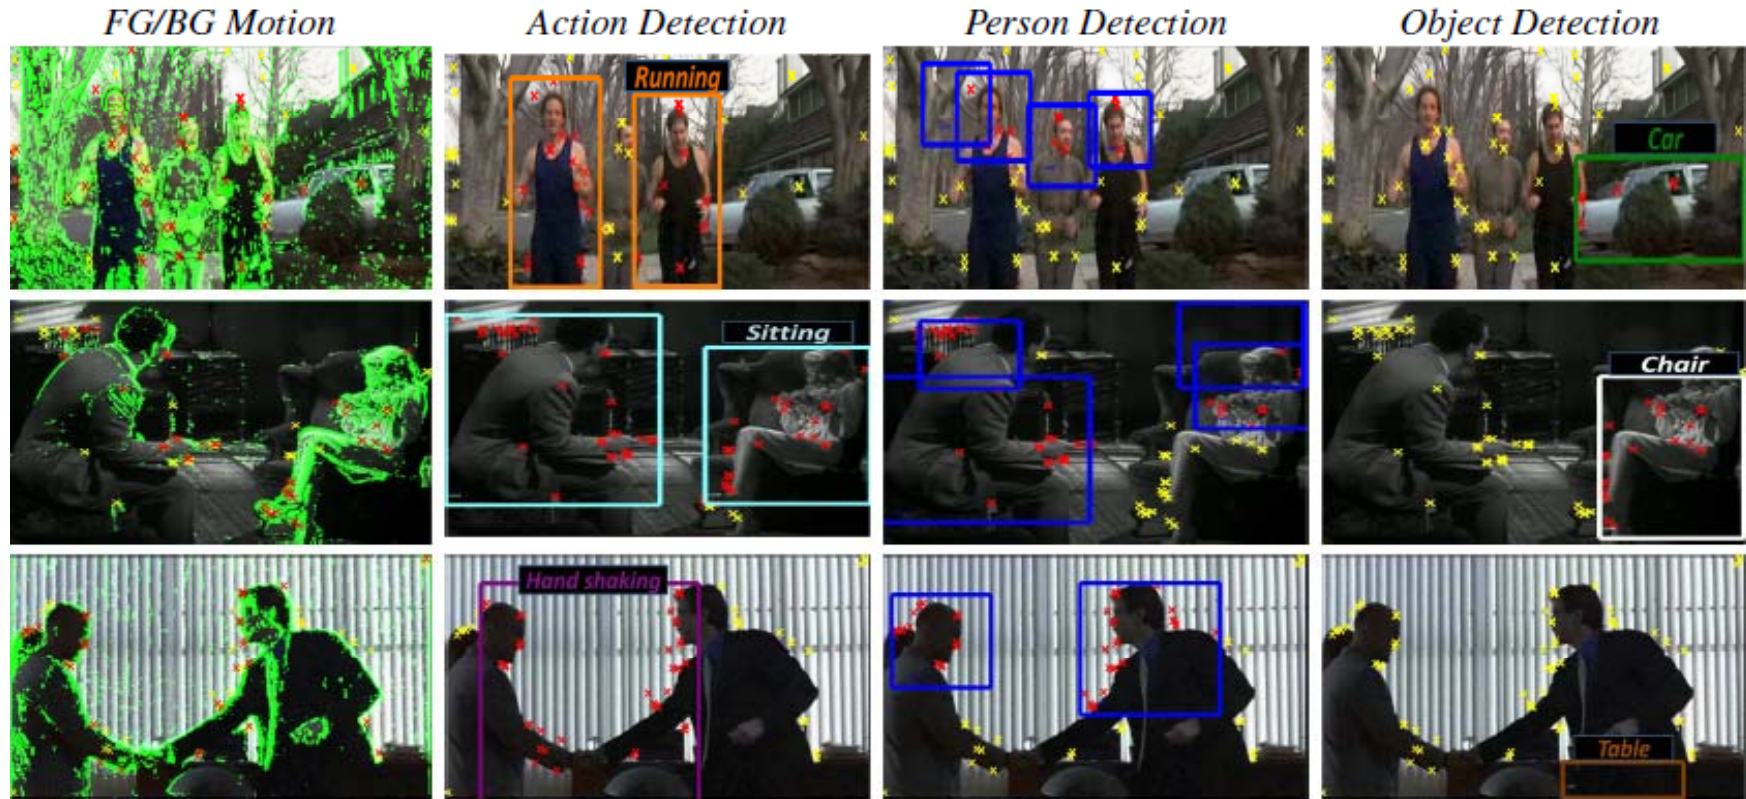 FG/BG Motion
Action Detection
Person Detection
Object Detection
Running
Car
Sitting
Chair
Hand shaking
Table